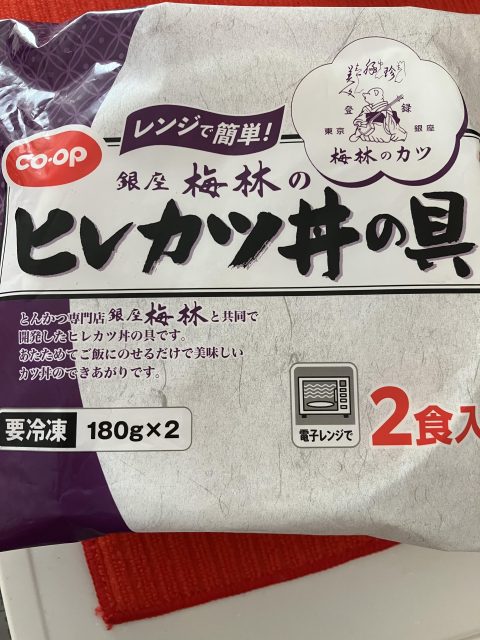 レンジで簡単!
co·op
登録
東京 銀座
梅林のカツ
銀座 梅林の
ヒレカツ丼の具
とんかつ専門店 銀座 梅林 と共同で
開発したヒレカツ丼の具です。
あたためてご飯にのせるだけで美味しい
カツ丼のできあがりです。
要冷凍 180g×2
電子レンジで
2食入